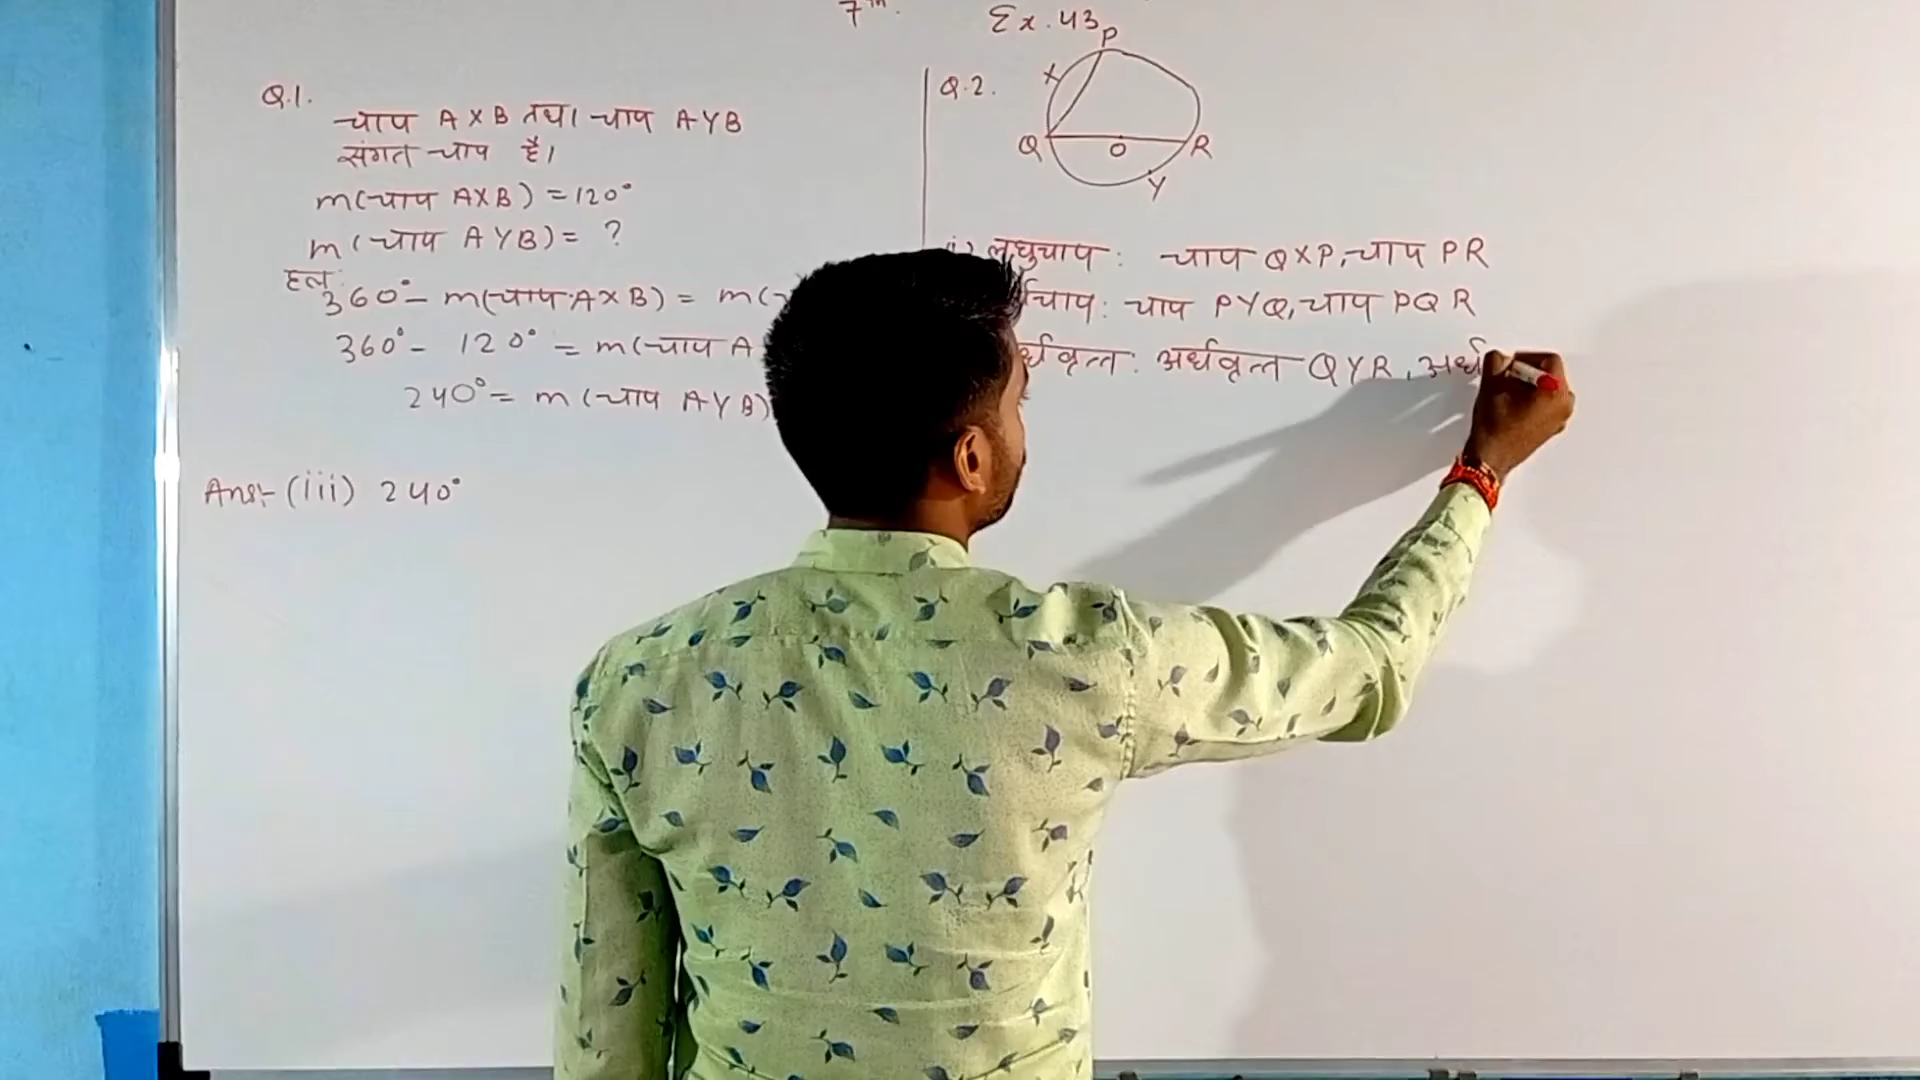 7th.
Ex. 43
Q.1.
चाप AXB तथा चाप AYB
संगत चाप है।
m(चाप AXB) = 120°
m(चाप AYB) = ?
हल:
360° - m(चाप AXB) = m(
360° - 120° = m(चाप A
240° = m(चाप AYB)
Ans:- (iii) 240°
Q.2.
P
X
Q O R
Y
लघुचाप: चाप QXP, चाप PR
चाप: चाप PYQ, चाप PQR
र्धवृत्त: अर्धवृत्त QYR, अर्ध